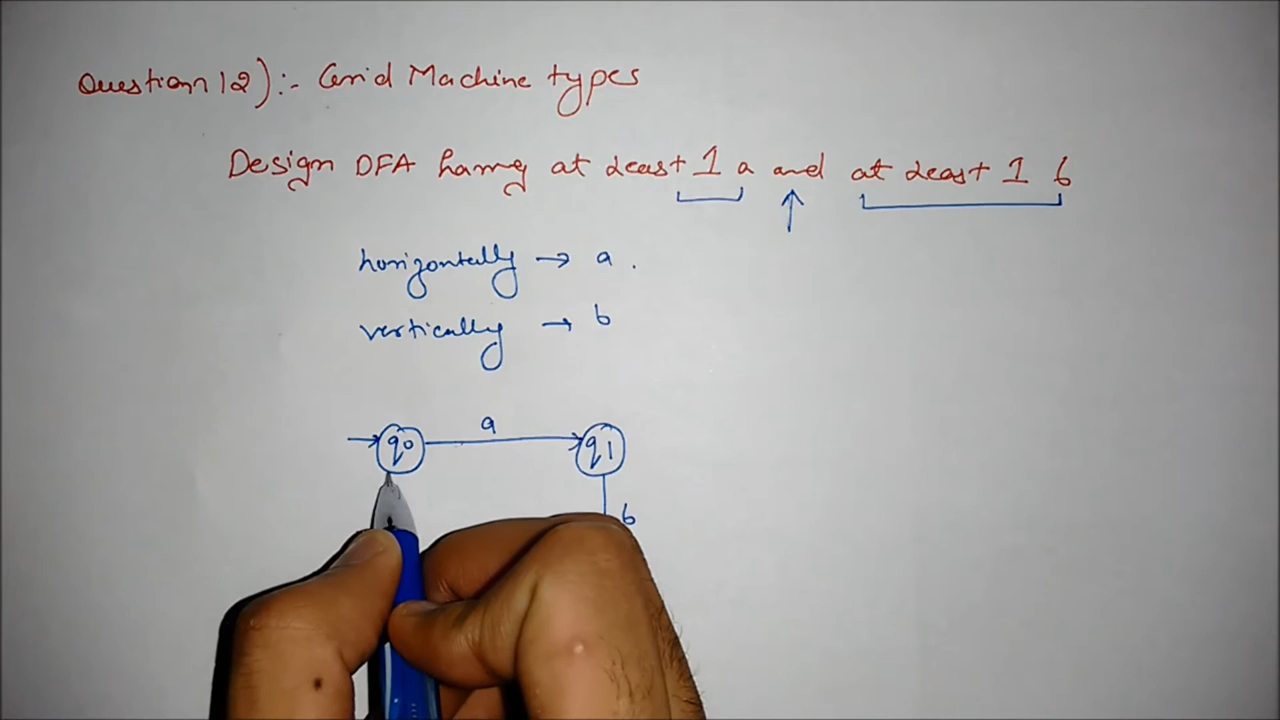 Question 12):- Grid Machine types
Design DFA having at least 1 a and at least 1 b
horizontally → a .
vertically → b
a
q0 q1
b